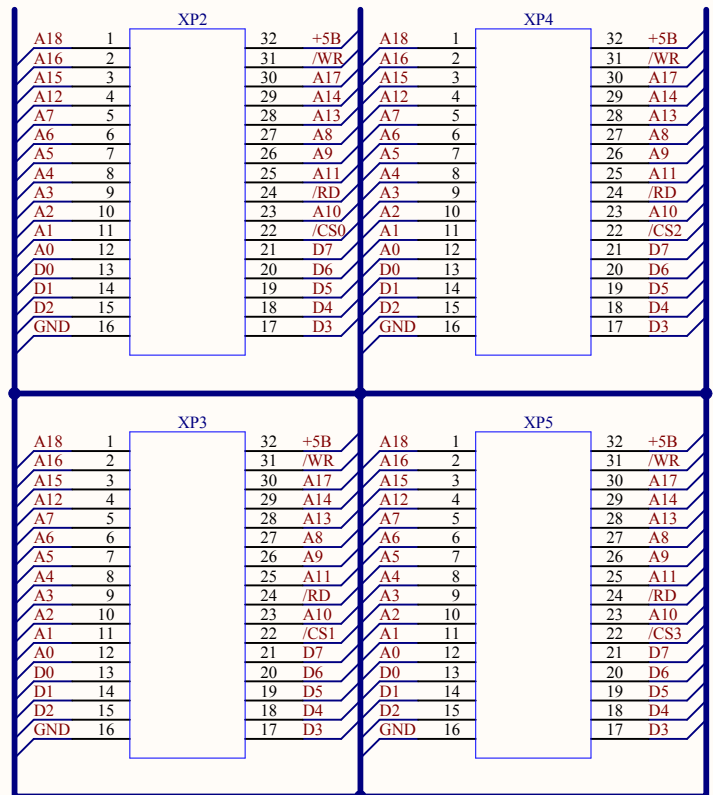 XP2 XP4
A18 1 32 +5B A18 1 32 +5B
A16 2 31 /WR A16 2 31 /WR
A15 3 30 A17 A15 3 30 A17
A12 4 29 A14 A12 4 29 A14
A7 5 28 A13 A7 5 28 A13
A6 6 27 A8 A6 6 27 A8
A5 7 26 A9 A5 7 26 A9
A4 8 25 A11 A4 8 25 A11
A3 9 24 /RD A3 9 24 /RD
A2 10 23 A10 A2 10 23 A10
A1 11 22 /CS0 A1 11 22 /CS2
A0 12 21 D7 A0 12 21 D7
D0 13 20 D6 D0 13 20 D6
D1 14 19 D5 D1 14 19 D5
D2 15 18 D4 D2 15 18 D4
GND 16 17 D3 GND 16 17 D3
XP3 XP5
A18 1 32 +5B A18 1 32 +5B
A16 2 31 /WR A16 2 31 /WR
A15 3 30 A17 A15 3 30 A17
A12 4 29 A14 A12 4 29 A14
A7 5 28 A13 A7 5 28 A13
A6 6 27 A8 A6 6 27 A8
A5 7 26 A9 A5 7 26 A9
A4 8 25 A11 A4 8 25 A11
A3 9 24 /RD A3 9 24 /RD
A2 10 23 A10 A2 10 23 A10
A1 11 22 /CS1 A1 11 22 /CS3
A0 12 21 D7 A0 12 21 D7
D0 13 20 D6 D0 13 20 D6
D1 14 19 D5 D1 14 19 D5
D2 15 18 D4 D2 15 18 D4
GND 16 17 D3 GND 16 17 D3